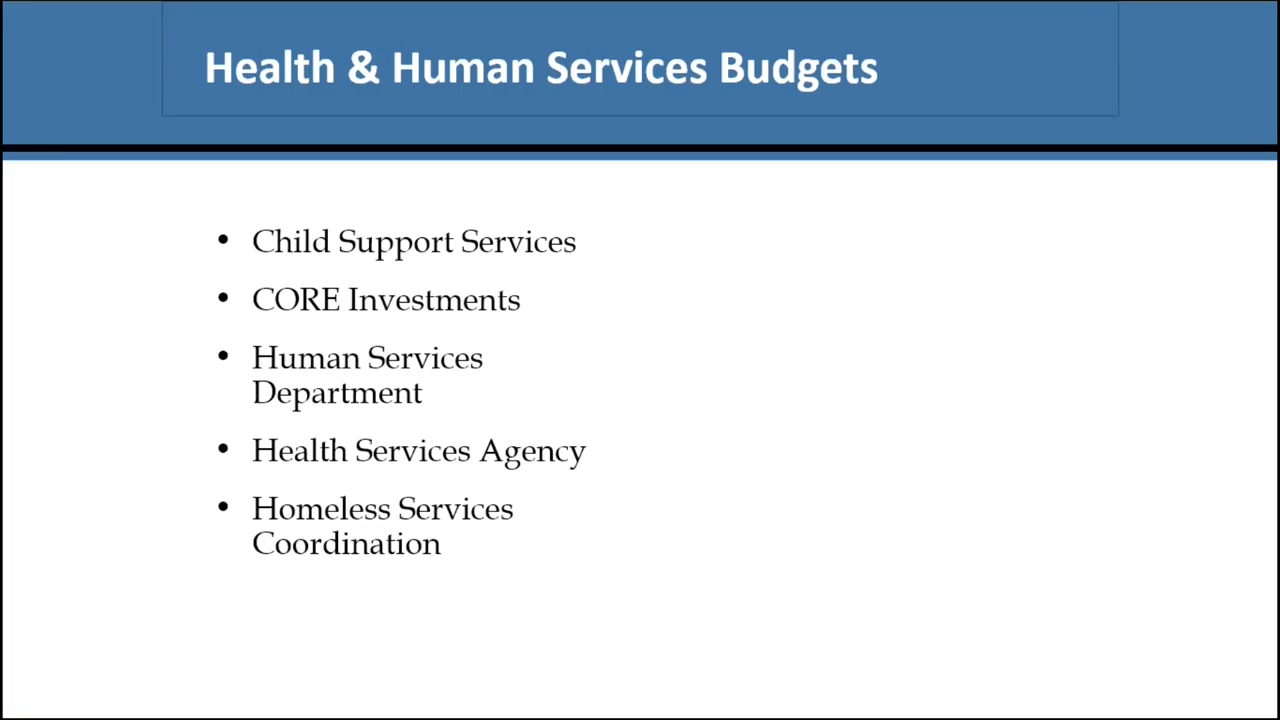 Health & Human Services Budgets
• Child Support Services
• CORE Investments
• Human Services
Department
• Health Services Agency
• Homeless Services
Coordination